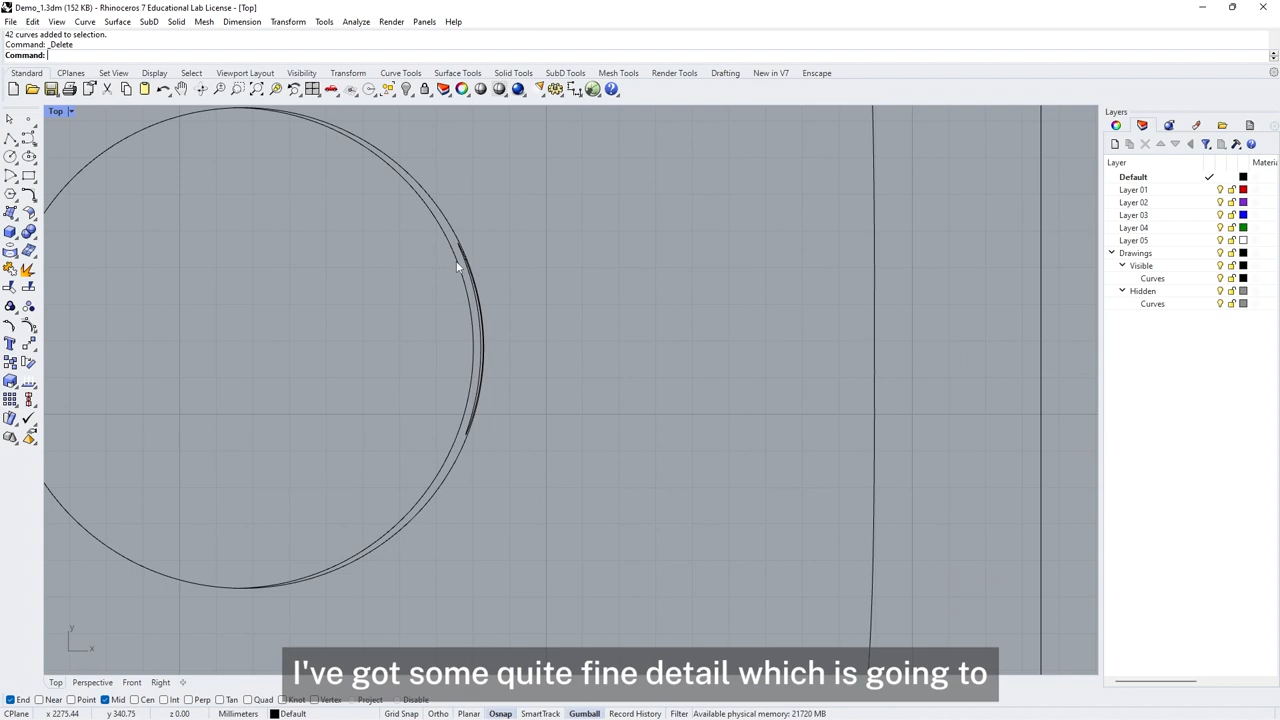 Demo_1.3dm (152 KB) - Rhinoceros 7 Educational Lab License - [Top]
File Edit View Curve Surface SubD Solid Mesh Dimension Transform Tools Analyze Render Panels Help
42 curves added to selection.
Command: _Delete
Command:
Standard CPlanes Set View Display Select Viewport Layout Visibility Transform Curve Tools Surface Tools Solid Tools SubD Tools Mesh Tools Render Tools Drafting New in V7 Enscape
Top
Layers
Layer Materi
Default
Layer 01
Layer 02
Layer 03
Layer 04
Layer 05
Drawings
Visible
Curves
Hidden
Curves
y
x
I've got some quite fine detail which is going to
Top Perspective Front Right
End Near Point Mid Cen Int Perp Tan Quad Knot Vertex Project Disable
CPlane x 2275.44 y 340.75 z 0.00 Millimeters Default Grid Snap Ortho Planar Osnap SmartTrack Gumball Record History Filter Available physical memory: 21720 MB